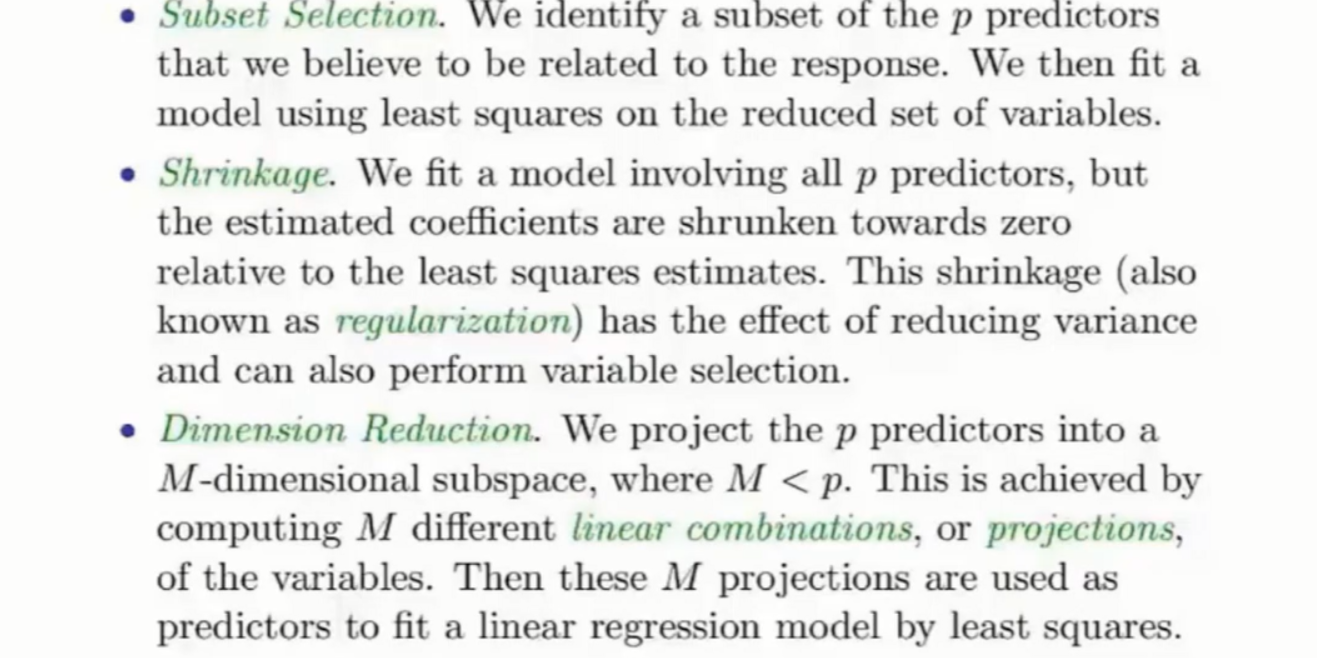 • Subset Selection. We identify a subset of the p predictors
that we believe to be related to the response. We then fit a
model using least squares on the reduced set of variables.
• Shrinkage. We fit a model involving all p predictors, but
the estimated coefficients are shrunken towards zero
relative to the least squares estimates. This shrinkage (also
known as regularization) has the effect of reducing variance
and can also perform variable selection.
• Dimension Reduction. We project the p predictors into a
M-dimensional subspace, where M < p. This is achieved by
computing M different linear combinations, or projections,
of the variables. Then these M projections are used as
predictors to fit a linear regression model by least squares.